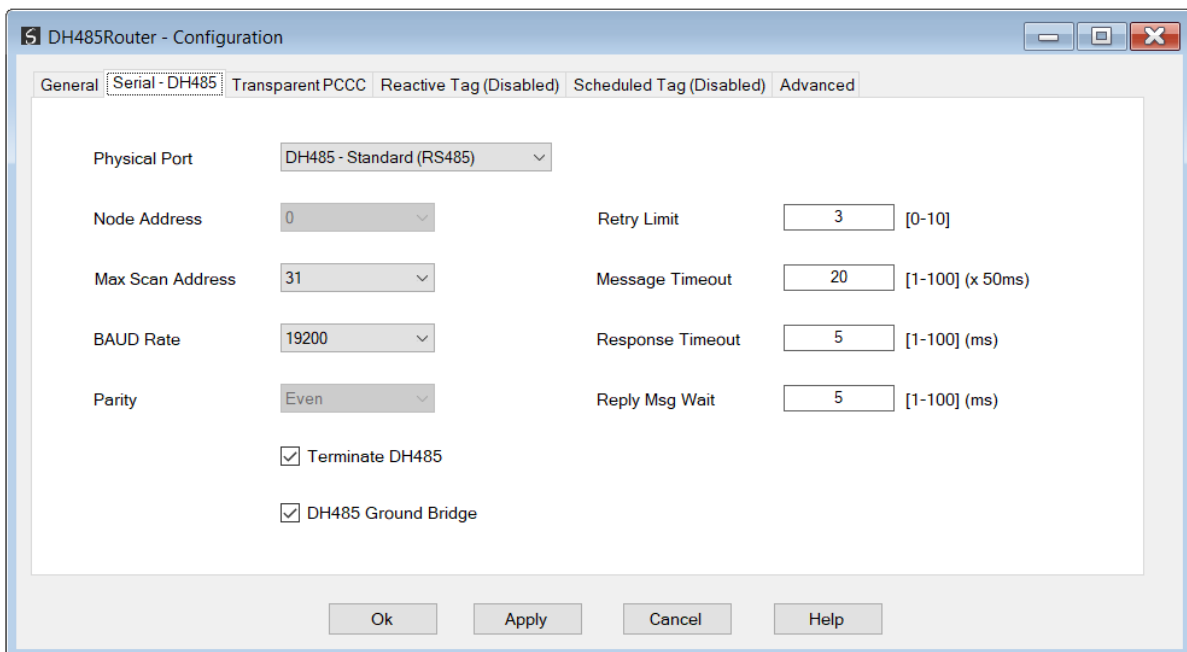 DH485Router - Configuration
General Serial - DH485 Transparent PCCC Reactive Tag (Disabled) Scheduled Tag (Disabled) Advanced
Physical Port DH485 - Standard (RS485)
Node Address 0 Retry Limit 3 [0-10]
Max Scan Address 31 Message Timeout 20 [1-100] (x 50ms)
BAUD Rate 19200 Response Timeout 5 [1-100] (ms)
Parity Even Reply Msg Wait 5 [1-100] (ms)
Terminate DH485
DH485 Ground Bridge
Ok Apply Cancel Help